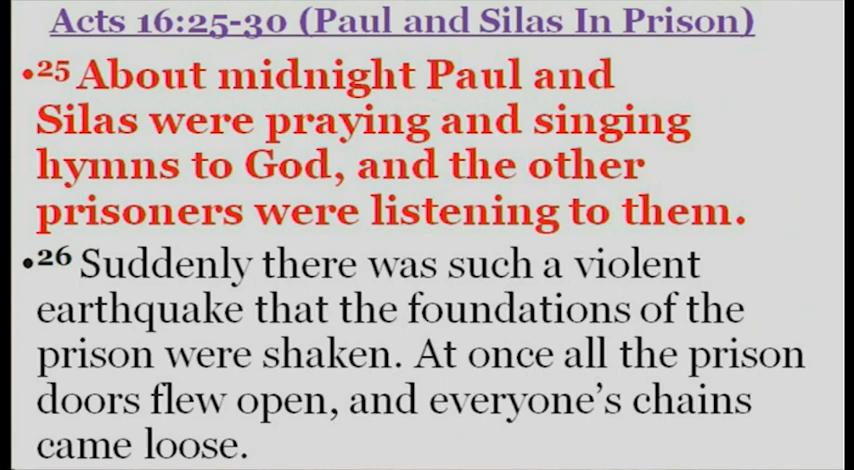 Acts 16:25-30 (Paul and Silas In Prison)
•25 About midnight Paul and
Silas were praying and singing
hymns to God, and the other
prisoners were listening to them.
•26 Suddenly there was such a violent
earthquake that the foundations of the
prison were shaken. At once all the prison
doors flew open, and everyone’s chains
came loose.